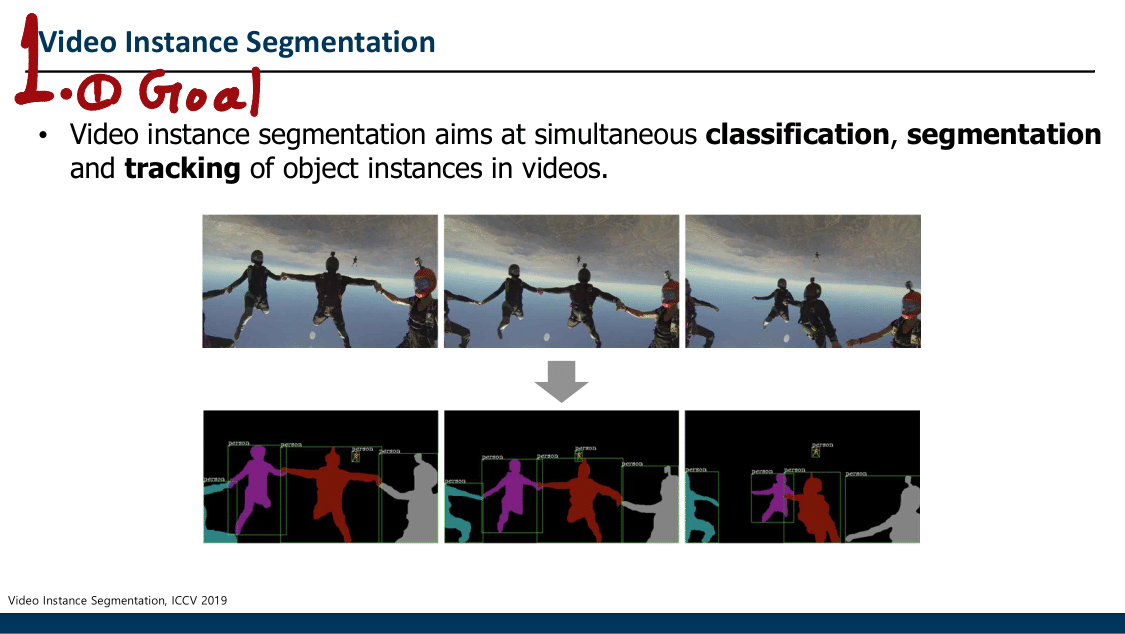 Video Instance Segmentation
1. ① Goal
• Video instance segmentation aims at simultaneous classification, segmentation
and tracking of object instances in videos.
person person person person
person
person person person person
person
person person person
Video Instance Segmentation, ICCV 2019